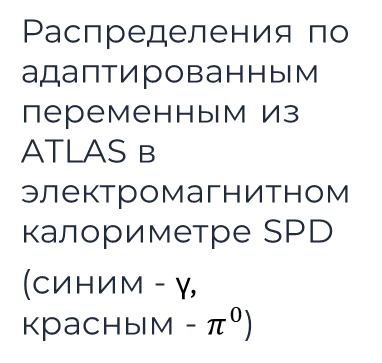 Распределения по
адаптированным
переменным из
ATLAS в
электромагнитном
калориметре SPD
(синим - γ,
красным - π⁰)